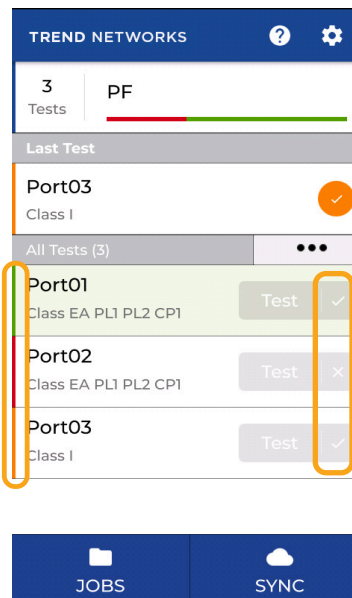 TREND NETWORKS
3
Tests
PF
Last Test
Port03
Class I
All Tests (3)
Port01
Class EA PL1 PL2 CP1
Test
Port02
Class EA PL1 PL2 CP1
Test
Port03
Class I
Test
JOBS
SYNC